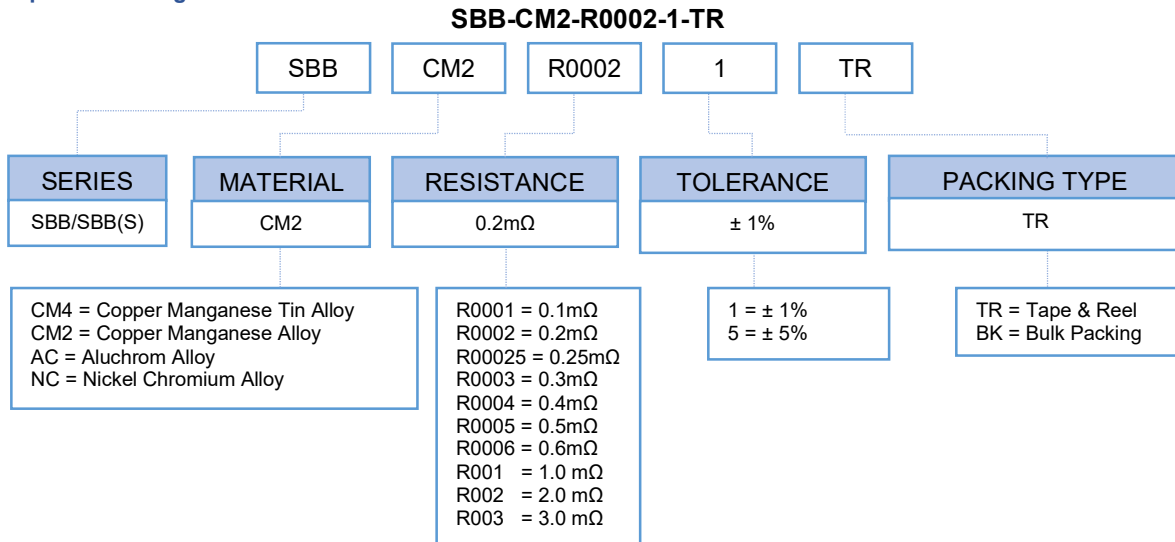 SBB-CM2-R0002-1-TR
SBB CM2 R0002 1 TR
SERIES MATERIAL RESISTANCE TOLERANCE PACKING TYPE
SBB/SBB(S) CM2 0.2mΩ ± 1% TR
CM4 = Copper Manganese Tin Alloy
CM2 = Copper Manganese Alloy
AC = Aluchrom Alloy
NC = Nickel Chromium Alloy
R0001 = 0.1mΩ
R0002 = 0.2mΩ
R00025 = 0.25mΩ
R0003 = 0.3mΩ
R0004 = 0.4mΩ
R0005 = 0.5mΩ
R0006 = 0.6mΩ
R001 = 1.0 mΩ
R002 = 2.0 mΩ
R003 = 3.0 mΩ
1 = ± 1%
5 = ± 5%
TR = Tape & Reel
BK = Bulk Packing